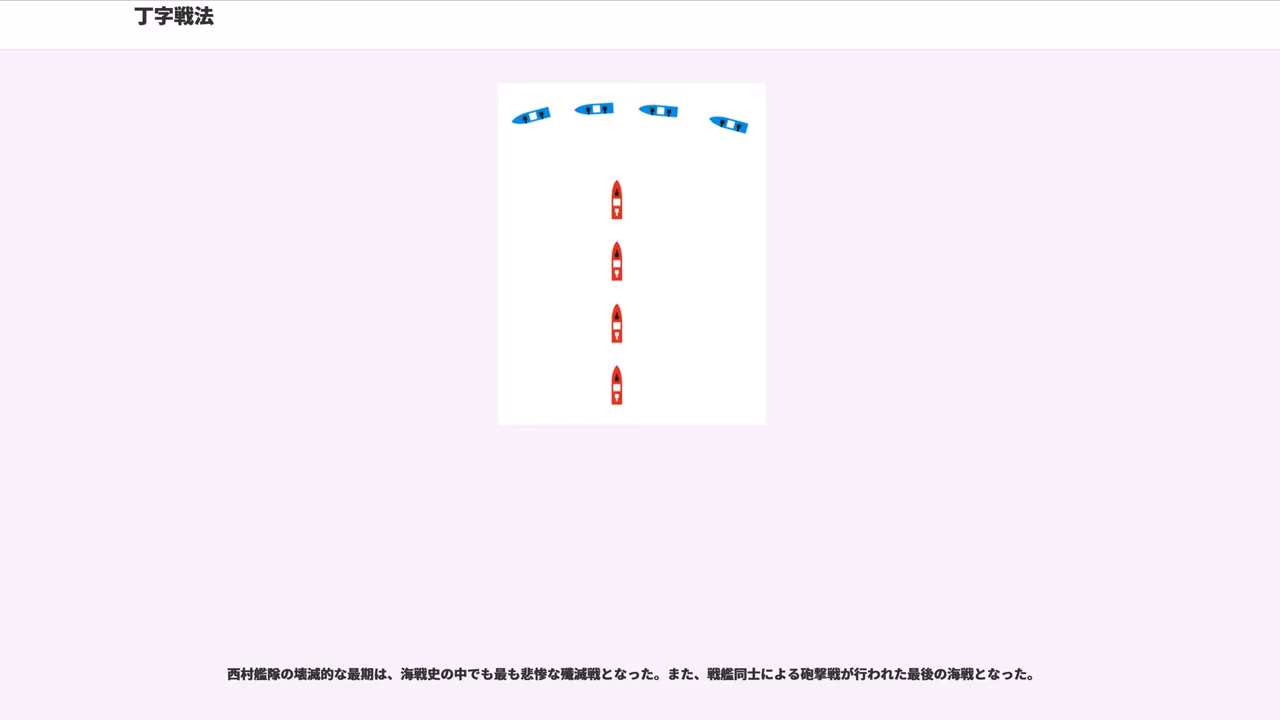 丁字戦法
西村艦隊の壊滅的な最期は、海戦史の中でも最も悲惨な殲滅戦となった。また、戦艦同士による砲撃戦が行われた最後の海戦となった。